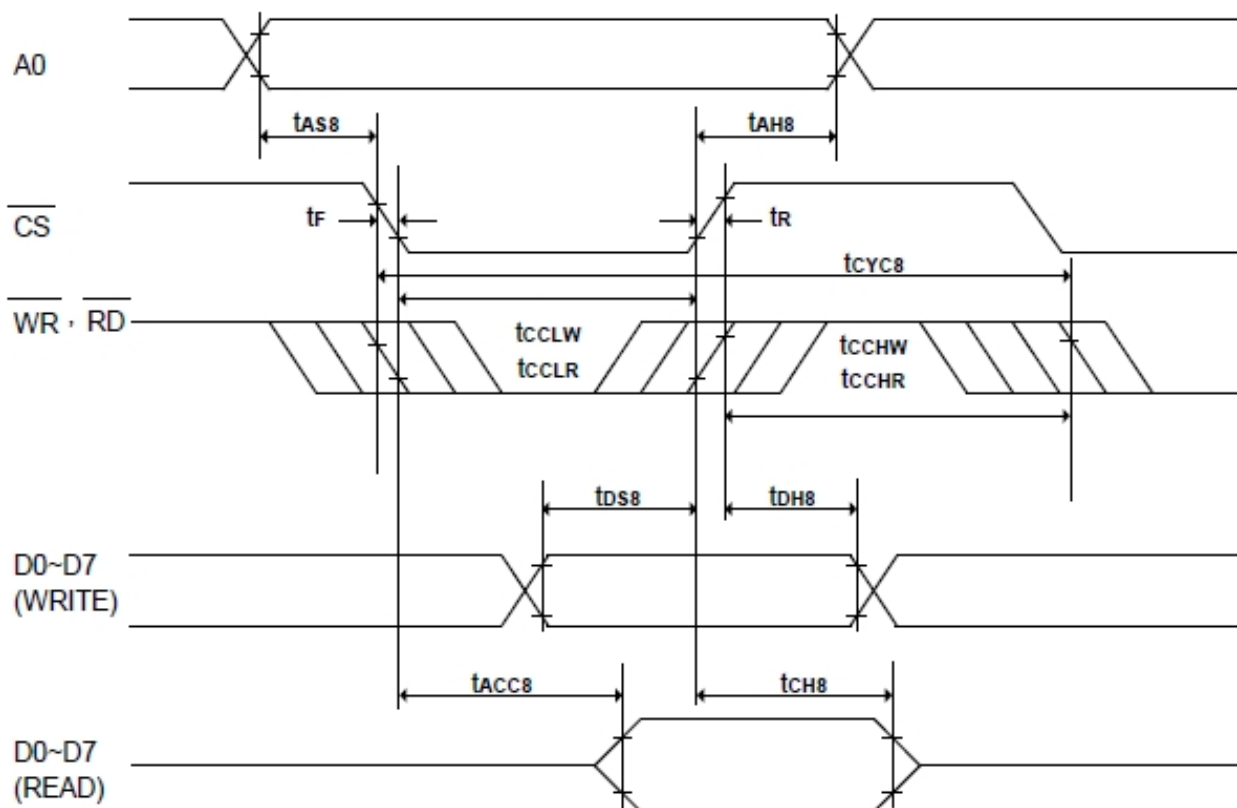 A0
tAS8
tAH8
CS
tF
tR
tCYC8
WR , RD
tCCLW
tCCLR
tCCHW
tCCHR
tDS8
tDH8
D0~D7
(WRITE)
tACC8
tCH8
D0~D7
(READ)